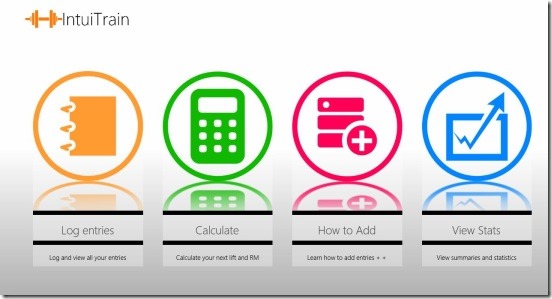 IntuiTrain
Log entries
Log and view all your entries
Calculate
Calculate your next lift and RM
How to Add
Learn how to add entries + +
View Stats
View summaries and statistics